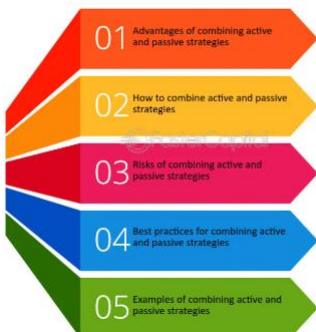 01 Advantages of combining active
and passive strategies
02 How to combine active and passive
strategies
FasterCapital
03 Risks of combining active and
passive strategies
04 Best practices for combining active
and passive strategies
05 Examples of combining active and
passive strategies